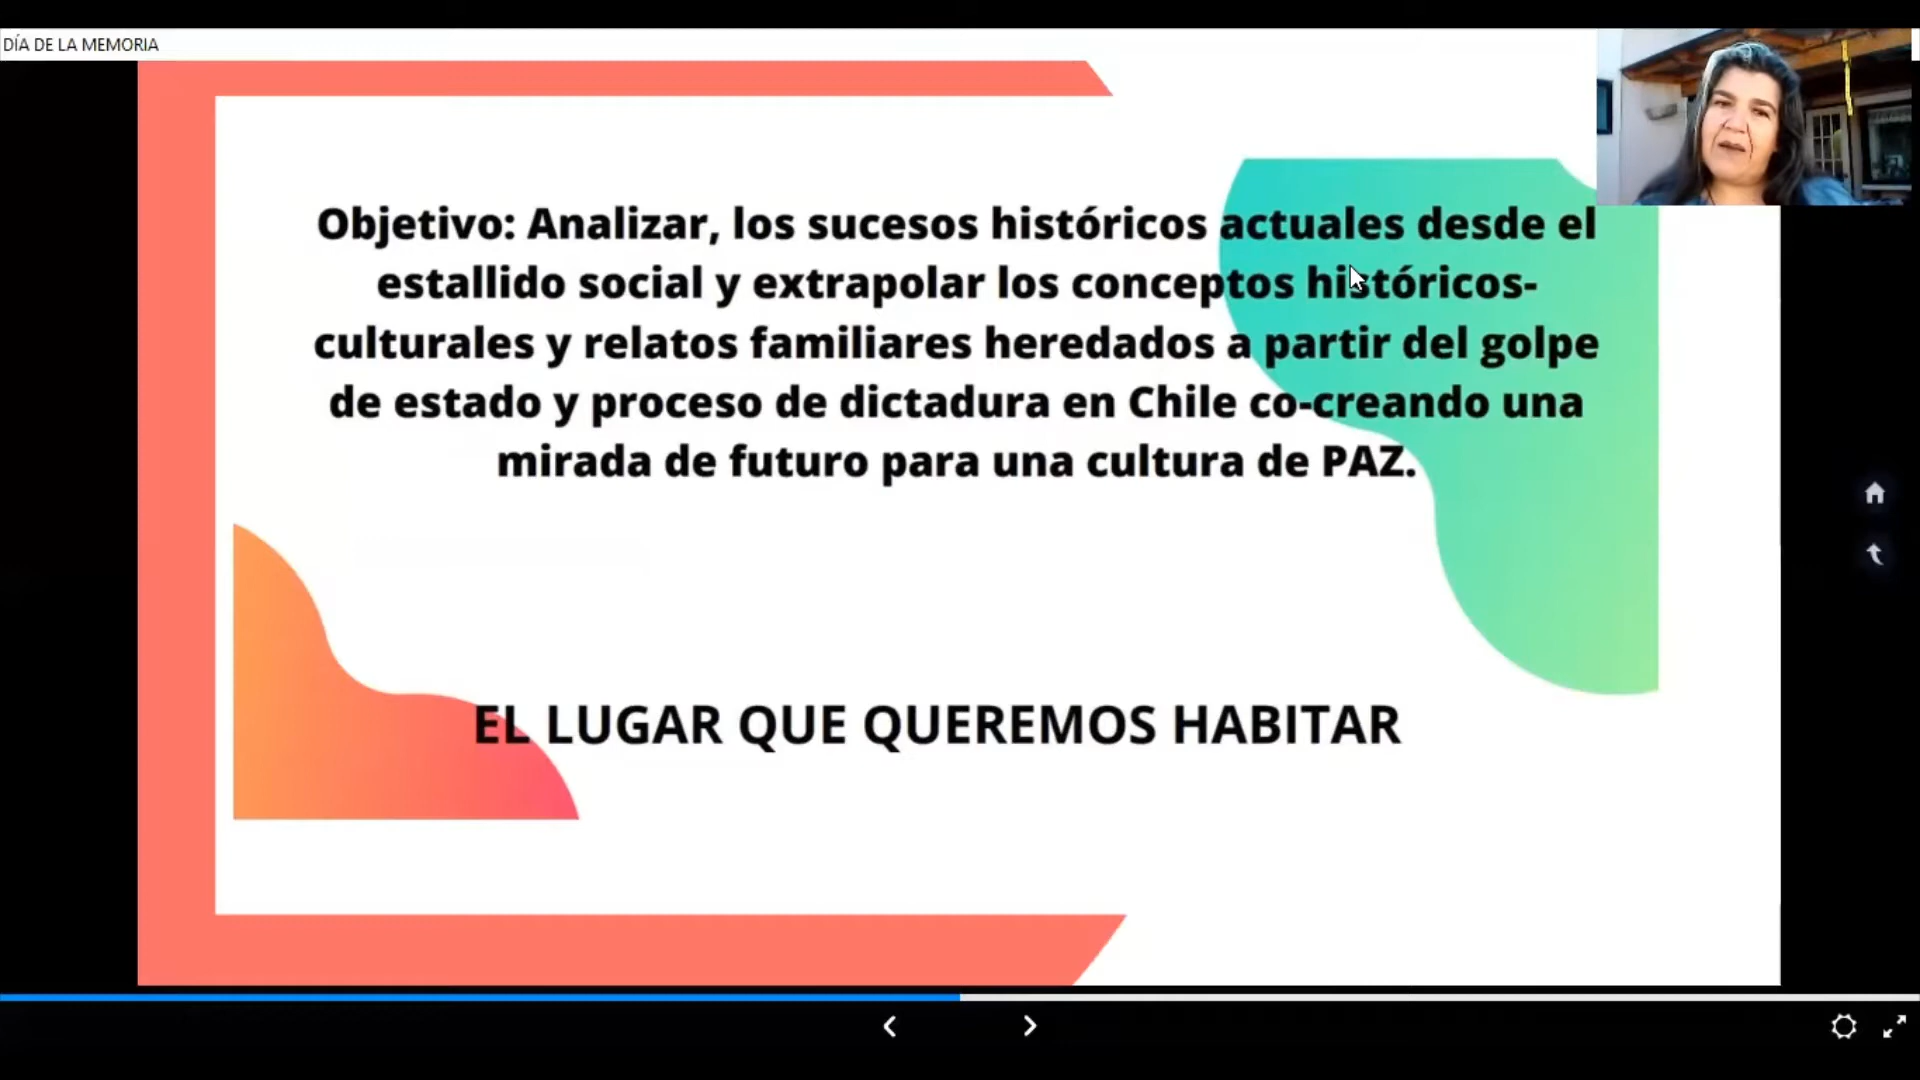 DÍA DE LA MEMORIA
Objetivo: Analizar, los sucesos históricos actuales desde el
estallido social y extrapolar los conceptos históricos-
culturales y relatos familiares heredados a partir del golpe
de estado y proceso de dictadura en Chile co-creando una
mirada de futuro para una cultura de PAZ.
EL LUGAR QUE QUEREMOS HABITAR